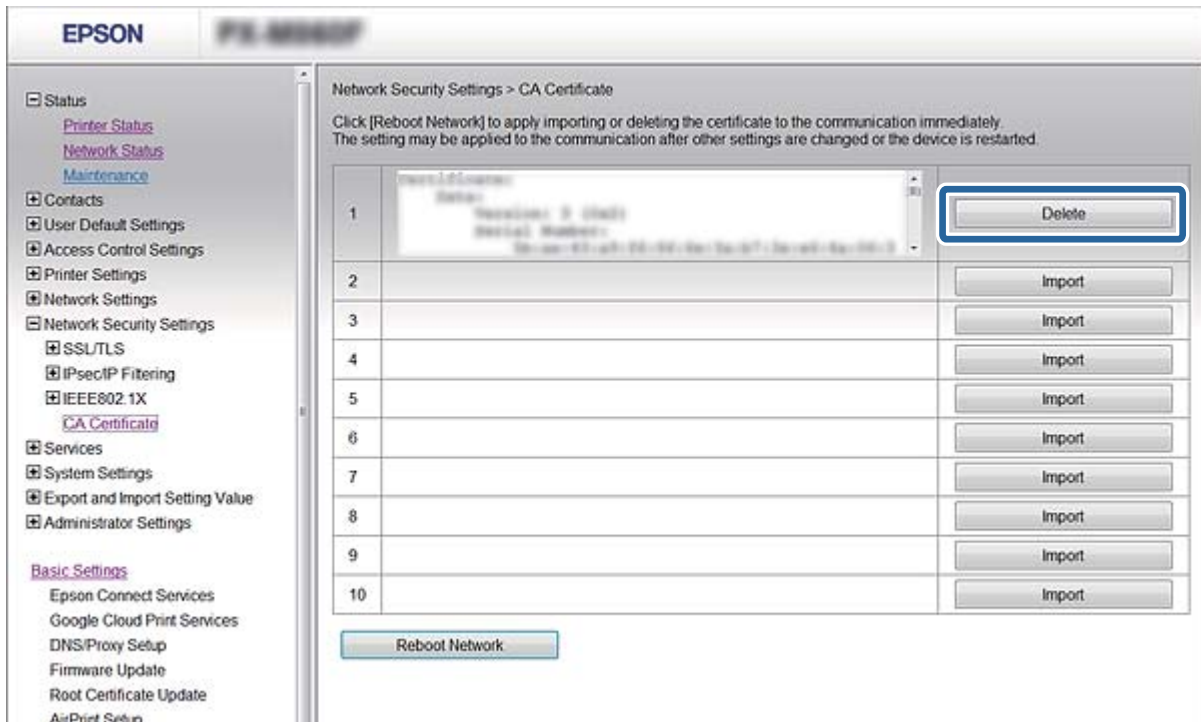 EPSON
Status
Printer Status
Network Status
Maintenance
Contacts
User Default Settings
Access Control Settings
Printer Settings
Network Settings
Network Security Settings
SSL/TLS
IPsec/IP Filtering
IEEE802.1X
CA Certificate
Services
System Settings
Export and Import Setting Value
Administrator Settings
Basic Settings
Epson Connect Services
Google Cloud Print Services
DNS/Proxy Setup
Firmware Update
Root Certificate Update
AirPrint Setup
Network Security Settings > CA Certificate
Click [Reboot Network] to apply importing or deleting the certificate to the communication immediately.
The setting may be applied to the communication after other settings are changed or the device is restarted.
1 Delete
2 Import
3 Import
4 Import
5 Import
6 Import
7 Import
8 Import
9 Import
10 Import
Reboot Network